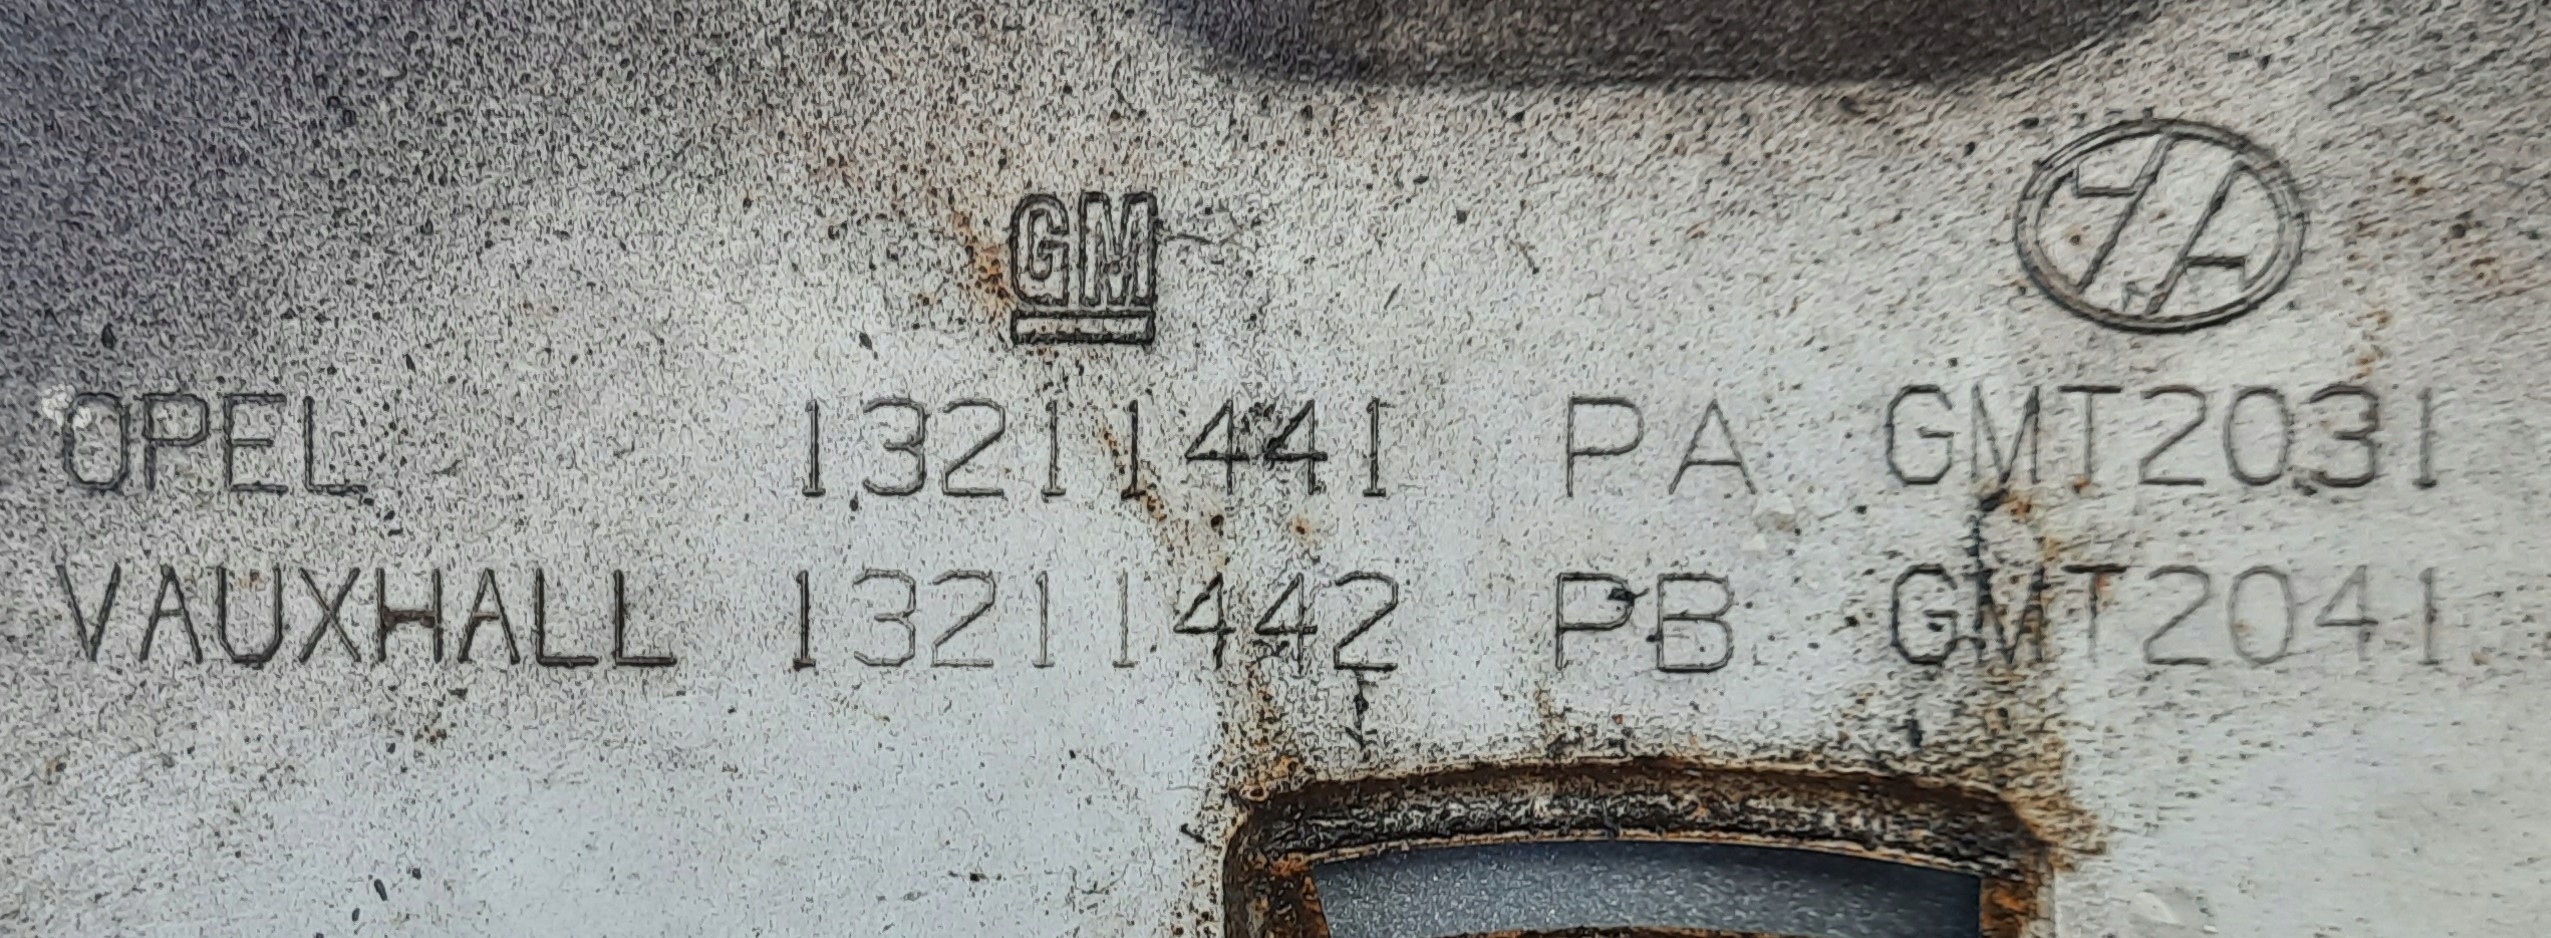 GM
OPEL 13211441 PA GMT2031
VAUXHALL 13211442 PB GMT2041